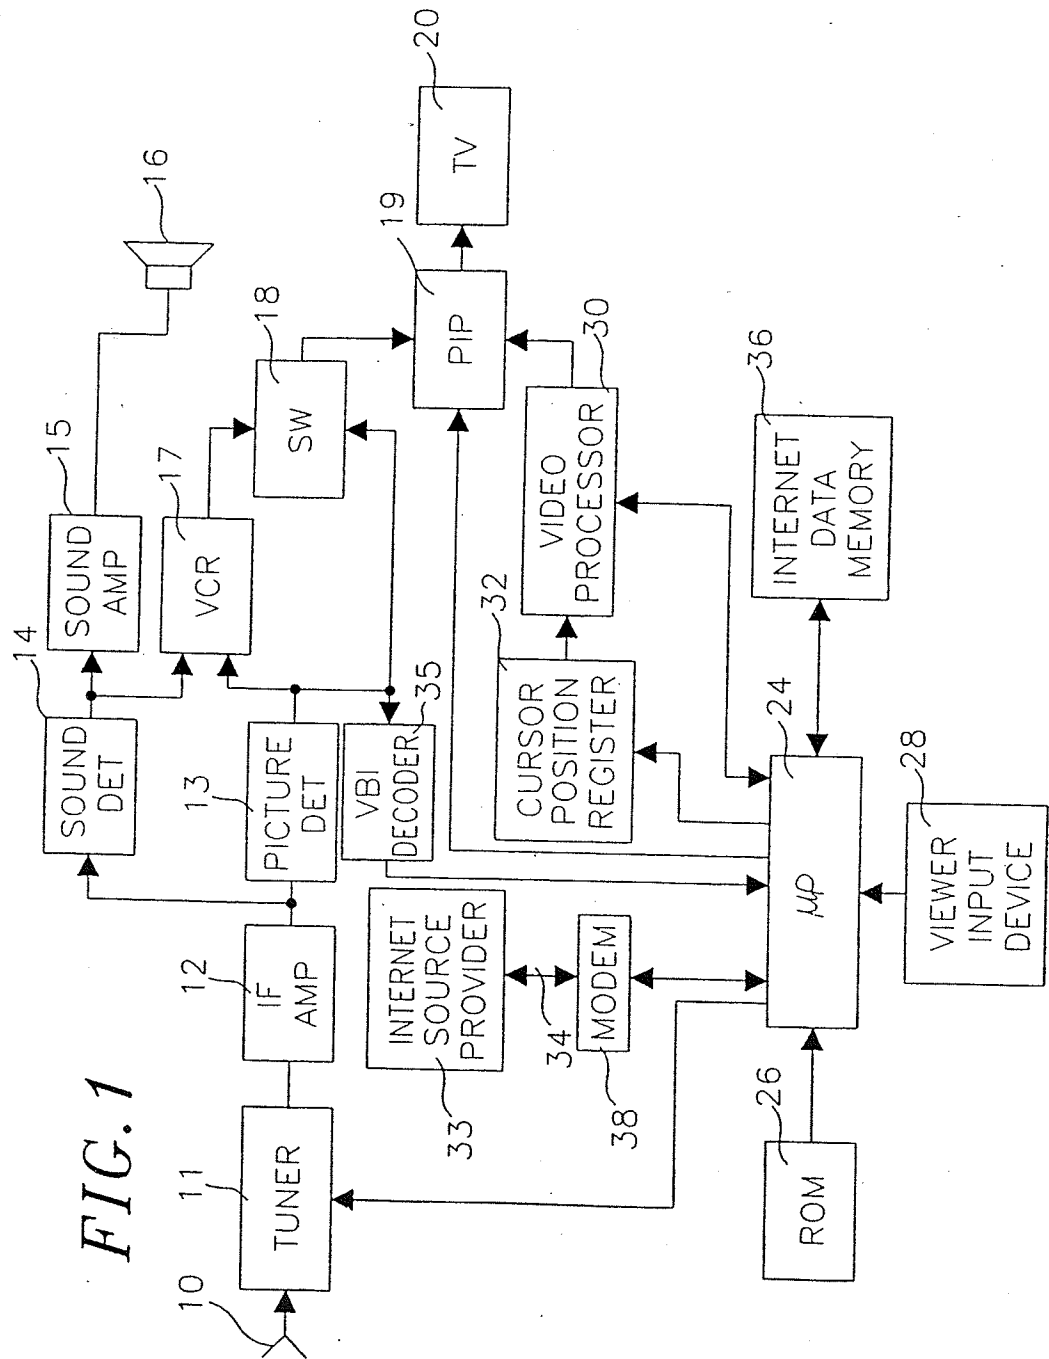 FIG. 1
10
11
TUNER
12
IF
AMP
13
PICTURE
DET
14
SOUND
DET
15
SOUND
AMP
16
17
VCR
18
SW
19
PIP
20
TV
35
VBI
DECODER
33
INTERNET
SOURCE
PROVIDER
34
38
MODEM
32
CURSOR
POSITION
REGISTER
30
VIDEO
PROCESSOR
36
INTERNET
DATA
MEMORY
24
μP
26
ROM
28
VIEWER
INPUT
DEVICE